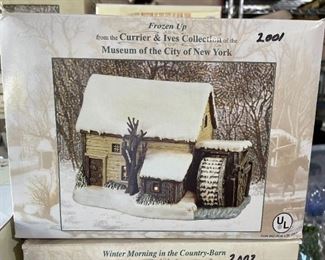 Frozen Up
2001
from the Currier & Ives Collection of the
Museum of the City of New York
UL
Winter Morning in the Country-Barn
2002